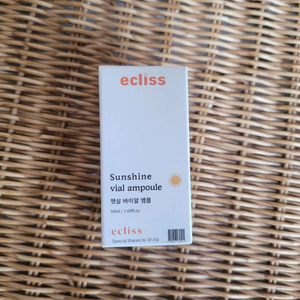 ecliss
Sunshine
vial ampoule
햇살 바이알 앰플
50ml / 1.69fl.oz
ecliss
Special thanks to